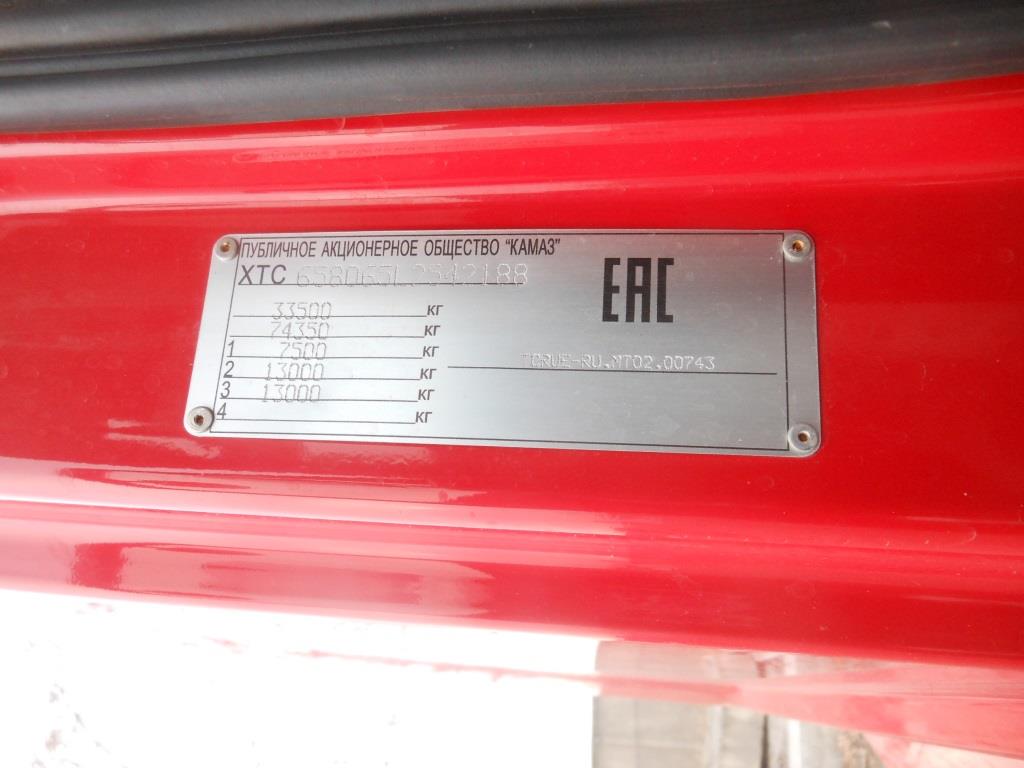 ПУБЛИЧНОЕ АКЦИОНЕРНОЕ ОБЩЕСТВО "КАМАЗ"
XTC 658065L2542188
EAC
33500 кг
74350 кг
1 7500 кг
2 13000 кг
3 13000 кг
4 кг
TCRUE-RU.MT02.00743